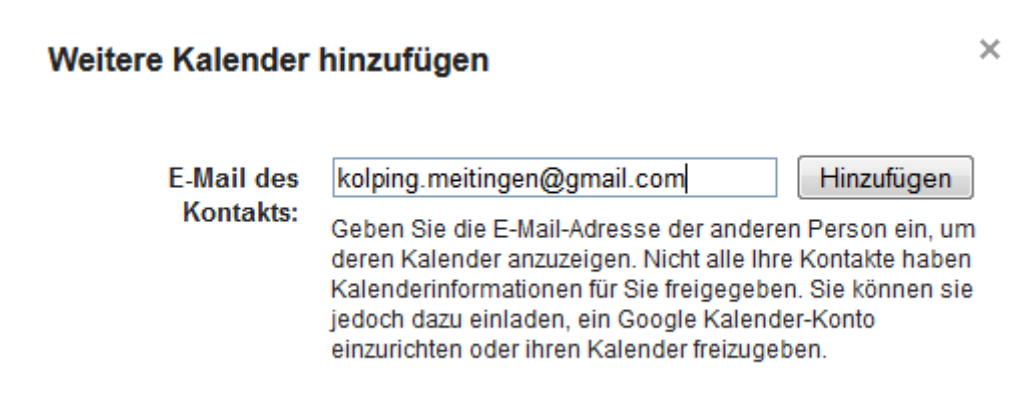 Weitere Kalender hinzufügen
×
E-Mail des
Kontakts:
kolping.meitingen@gmail.com
Hinzufügen
Geben Sie die E-Mail-Adresse der anderen Person ein, um
deren Kalender anzuzeigen. Nicht alle Ihre Kontakte haben
Kalenderinformationen für Sie freigegeben. Sie können sie
jedoch dazu einladen, ein Google Kalender-Konto
einzurichten oder ihren Kalender freizugeben.